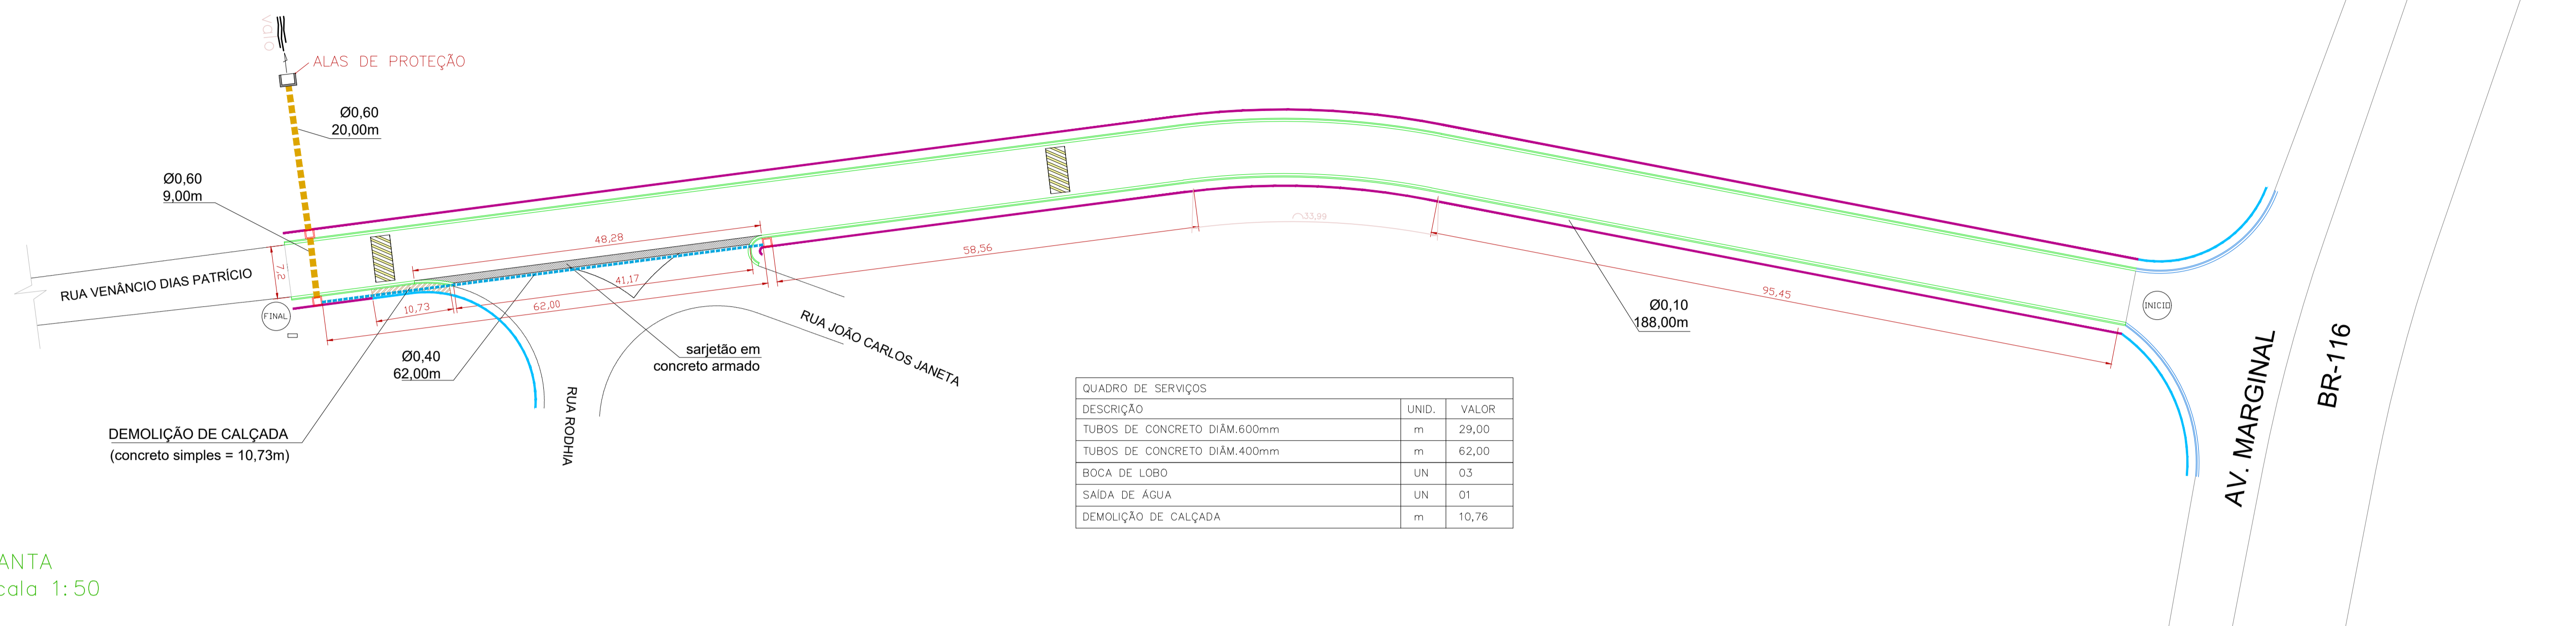 valo
ALAS DE PROTEÇÃO
Ø0,60
20,00m
Ø0,60
9,00m
7,2
RUA VENÂNCIO DIAS PATRÍCIO
FINAL
48,28
41,17
10,73
62,00
58,56
33,99
95,45
Ø0,10
188,00m
INICIO
Ø0,40
62,00m
sarjetão em
concreto armado
RUA JOÃO CARLOS JANETA
RUA RODHIA
DEMOLIÇÃO DE CALÇADA
(concreto simples = 10,73m)
AV. MARGINAL
BR-116
QUADRO DE SERVIÇOS
DESCRIÇÃO UNID. VALOR
TUBOS DE CONCRETO DIÂM.600mm m 29,00
TUBOS DE CONCRETO DIÂM.400mm m 62,00
BOCA DE LOBO UN 03
SAÍDA DE ÁGUA UN 01
DEMOLIÇÃO DE CALÇADA m 10,76
ANTA
cala 1:50